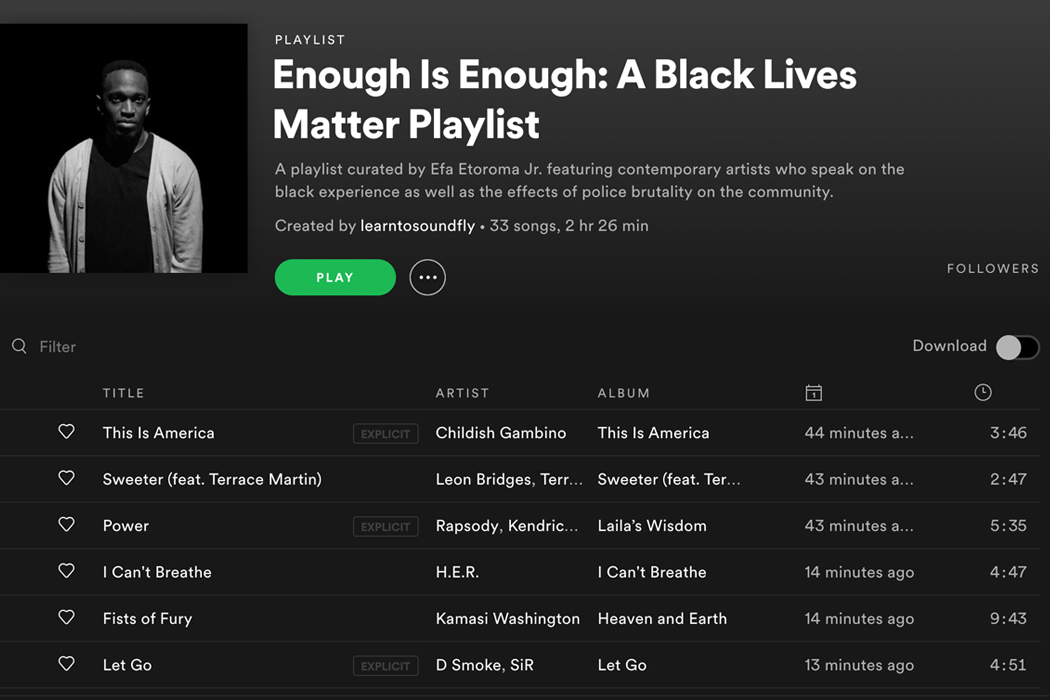 PLAYLIST
Enough Is Enough: A Black Lives
Matter Playlist
A playlist curated by Efa Etoroma Jr. featuring contemporary artists who speak on the
black experience as well as the effects of police brutality on the community.
Created by learntosoundfly • 33 songs, 2 hr 26 min
PLAY
FOLLOWERS
Filter Download
TITLE ARTIST ALBUM
This Is America EXPLICIT Childish Gambino This Is America 44 minutes a... 3:46
Sweeter (feat. Terrace Martin) Leon Bridges, Terr... Sweeter (feat. Ter... 43 minutes a... 2:47
Power EXPLICIT Rapsody, Kendric... Laila’s Wisdom 43 minutes a... 5:35
I Can't Breathe H.E.R. I Can't Breathe 14 minutes ago 4:47
Fists of Fury Kamasi Washington Heaven and Earth 14 minutes ago 9:43
Let Go EXPLICIT D Smoke, SiR Let Go 13 minutes ago 4:51